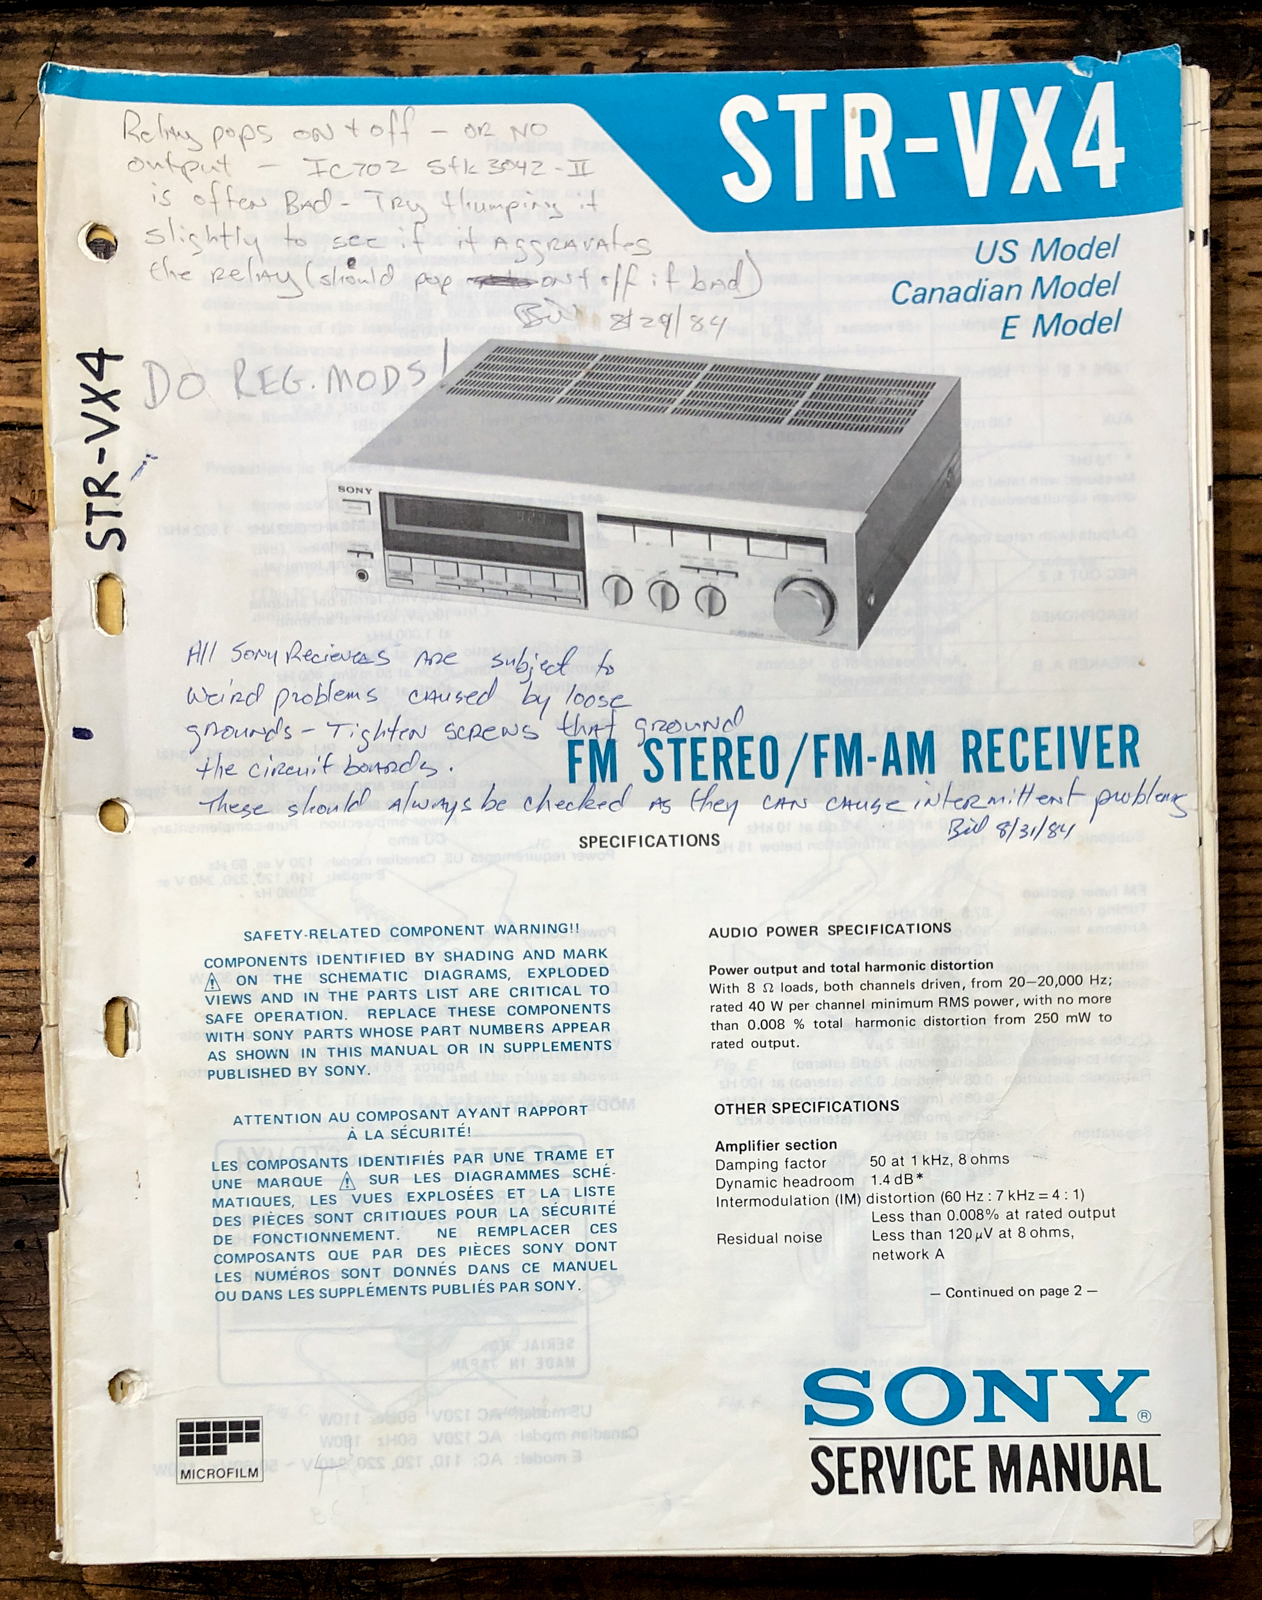 STR-VX4
US Model
Canadian Model
E Model
Relay pops on + off - OR NO
output - IC702 Stk3042-II
is often BAD - Try thumping it
slightly to see if it AGGRAVAtes
the relay (should pop on + off if bad)
Bill 8/29/84
DO REG. MODS!
STR-VX4
SONY
All Sony Recievers Are subject to
weird problems caused by loose
grounds - Tighten screws that ground
the circuit boards.
These should always be checked as they can cause intermittent problems
Bill 8/31/84
FM STEREO/FM-AM RECEIVER
SPECIFICATIONS
SAFETY-RELATED COMPONENT WARNING!!
COMPONENTS IDENTIFIED BY SHADING AND MARK
⚠ ON THE SCHEMATIC DIAGRAMS, EXPLODED
VIEWS AND IN THE PARTS LIST ARE CRITICAL TO
SAFE OPERATION. REPLACE THESE COMPONENTS
WITH SONY PARTS WHOSE PART NUMBERS APPEAR
AS SHOWN IN THIS MANUAL OR IN SUPPLEMENTS
PUBLISHED BY SONY.
ATTENTION AU COMPOSANT AYANT RAPPORT
À LA SÉCURITÉ!
LES COMPOSANTS IDENTIFIÉS PAR UNE TRAME ET
UNE MARQUE ⚠ SUR LES DIAGRAMMES SCHÉ-
MATIQUES, LES VUES EXPLOSÉES ET LA LISTE
DES PIÈCES SONT CRITIQUES POUR LA SÉCURITÉ
DE FONCTIONNEMENT. NE REMPLACER CES
COMPOSANTS QUE PAR DES PIÈCES SONY DONT
LES NUMÉROS SONT DONNÉS DANS CE MANUEL
OU DANS LES SUPPLÉMENTS PUBLIÉS PAR SONY.
AUDIO POWER SPECIFICATIONS
Power output and total harmonic distortion
With 8 Ω loads, both channels driven, from 20–20,000 Hz;
rated 40 W per channel minimum RMS power, with no more
than 0.008 % total harmonic distortion from 250 mW to
rated output.
OTHER SPECIFICATIONS
Amplifier section
Damping factor 50 at 1 kHz, 8 ohms
Dynamic headroom 1.4 dB*
Intermodulation (IM) distortion (60 Hz : 7 kHz = 4 : 1)
Less than 0.008% at rated output
Residual noise Less than 120 µV at 8 ohms,
network A
— Continued on page 2 —
MICROFILM
SONY®
SERVICE MANUAL